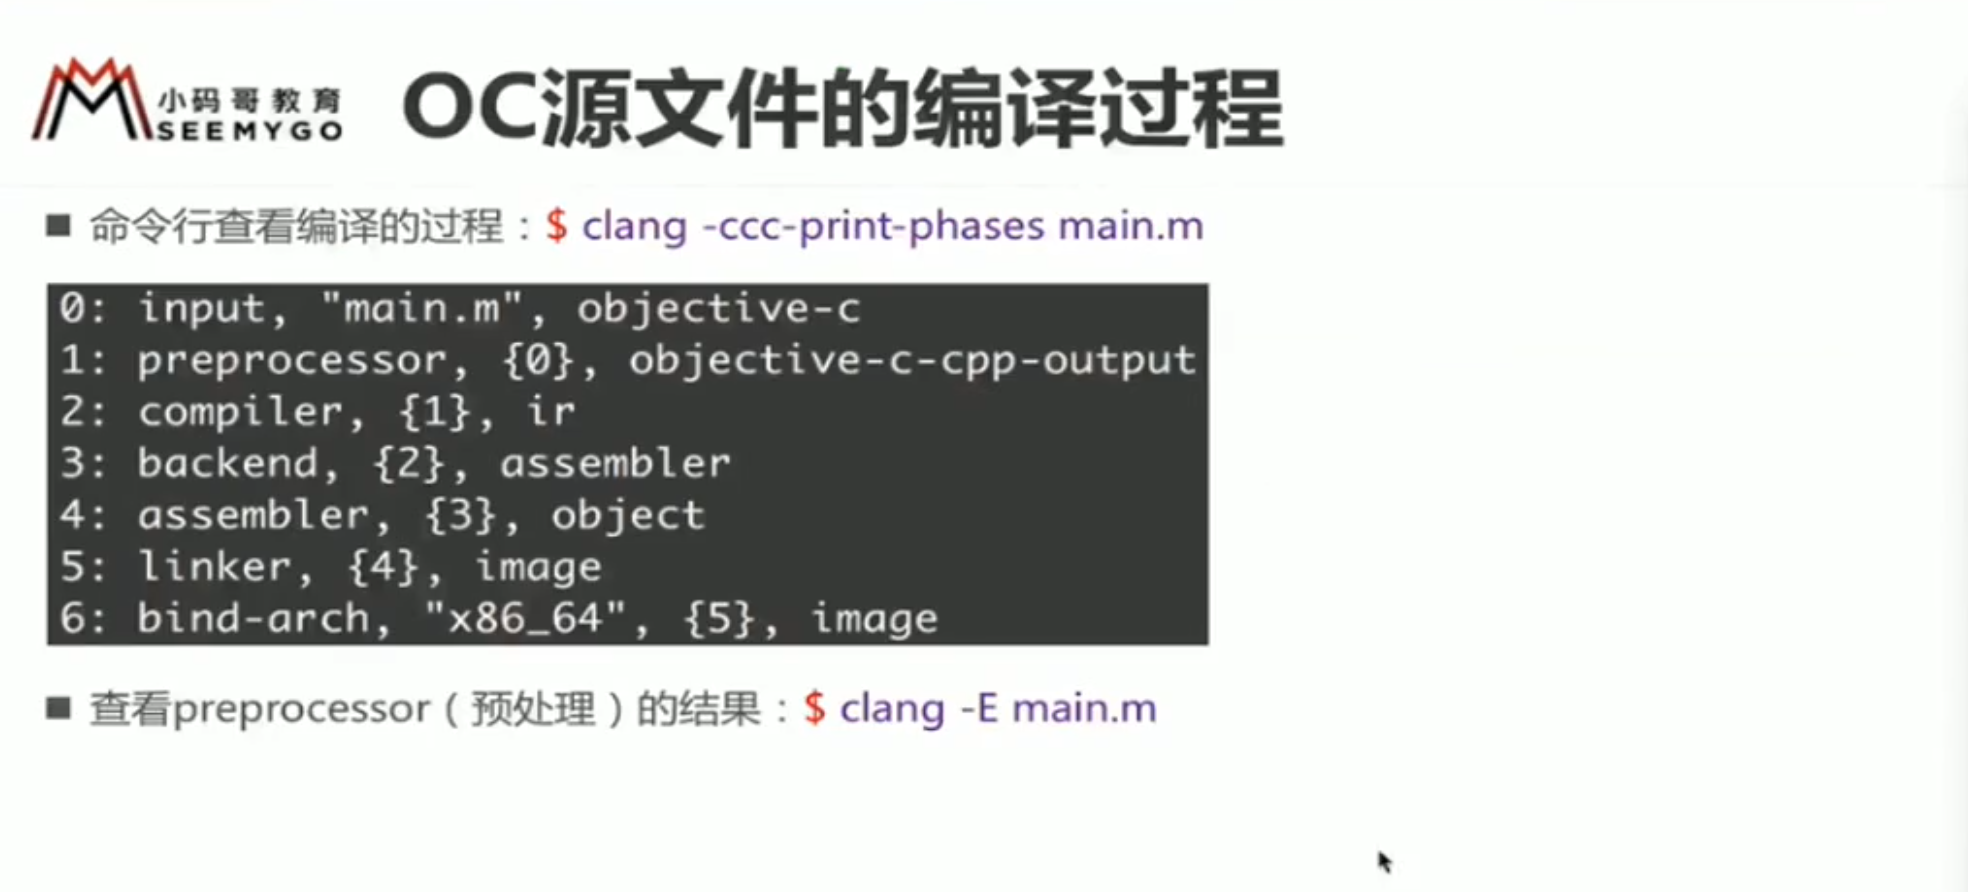 小码哥教育
SEEMYGO
OC源文件的编译过程
■ 命令行查看编译的过程：$ clang -ccc-print-phases main.m
0: input, "main.m", objective-c
1: preprocessor, {0}, objective-c-cpp-output
2: compiler, {1}, ir
3: backend, {2}, assembler
4: assembler, {3}, object
5: linker, {4}, image
6: bind-arch, "x86_64", {5}, image
■ 查看preprocessor（预处理）的结果：$ clang -E main.m